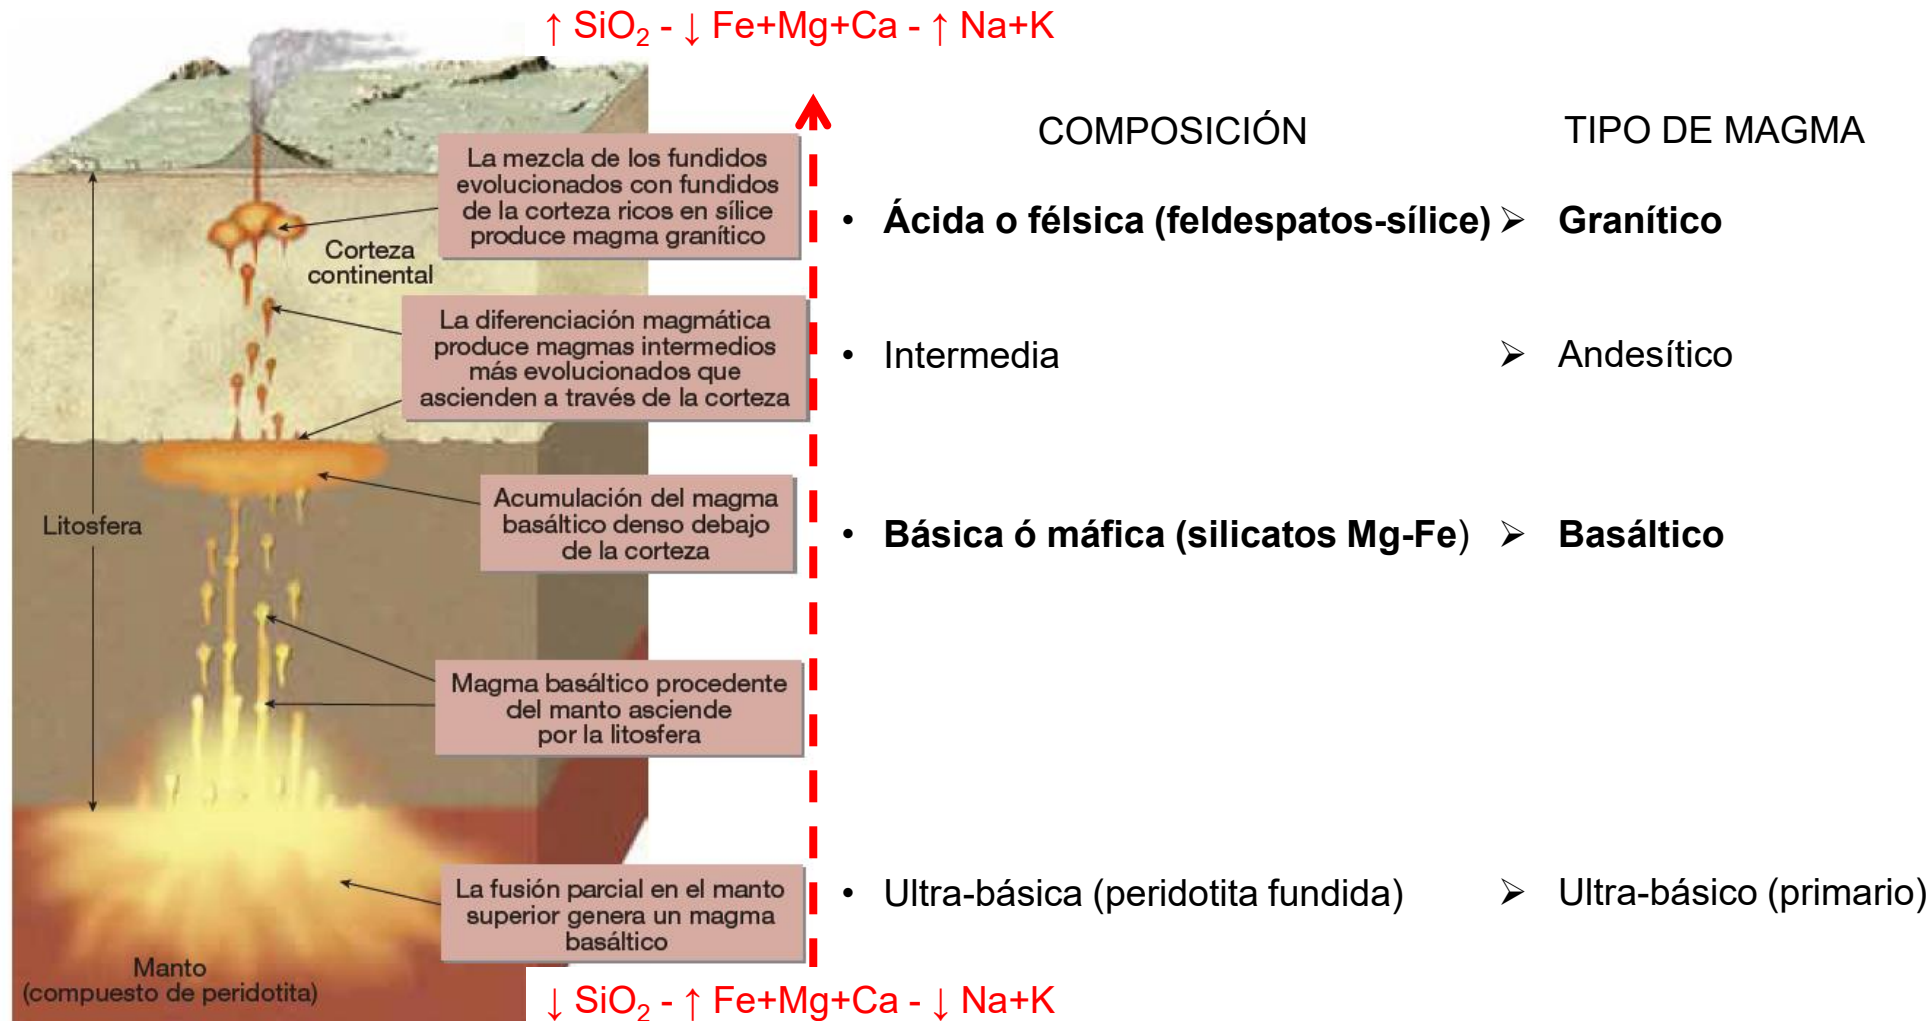 ↑ SiO₂ - ↓ Fe+Mg+Ca - ↑ Na+K
COMPOSICIÓN
TIPO DE MAGMA
La mezcla de los fundidos
evolucionados con fundidos
de la corteza ricos en sílice
produce magma granítico
• Ácida o félsica (feldespatos-sílice)
➢ Granítico
Corteza
continental
La diferenciación magmática
produce magmas intermedios
más evolucionados que
ascienden a través de la corteza
• Intermedia
➢ Andesítico
Litosfera
Acumulación del magma
basáltico denso debajo
de la corteza
• Básica ó máfica (silicatos Mg-Fe)
➢ Basáltico
Magma basáltico procedente
del manto asciende
por la litosfera
La fusión parcial en el manto
superior genera un magma
basáltico
• Ultra-básica (peridotita fundida)
➢ Ultra-básico (primario)
Manto
(compuesto de peridotita)
↓ SiO₂ - ↑ Fe+Mg+Ca - ↓ Na+K